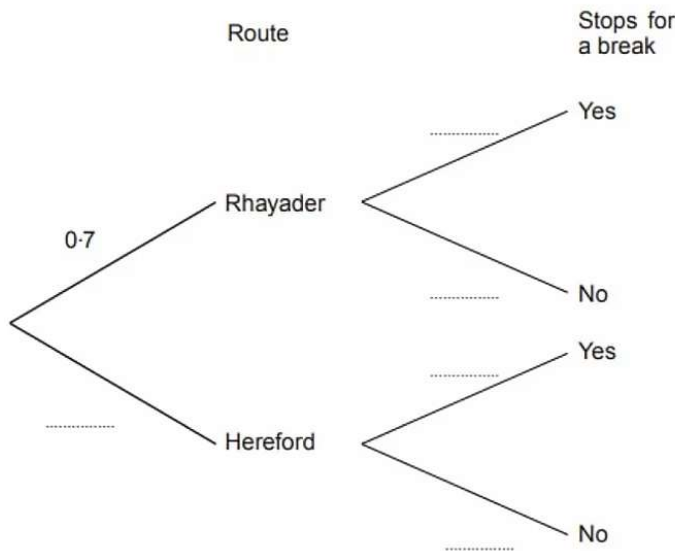 Route
Stops for
a break
Yes
Rhayader
0·7
No
Yes
Hereford
No